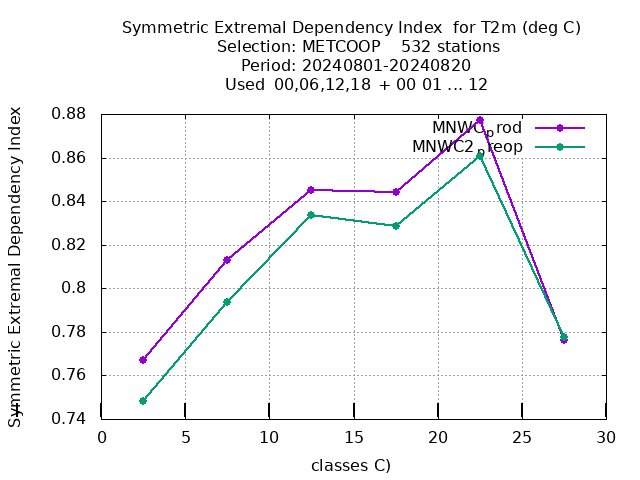 Symmetric Extremal Dependency Index for T2m (deg C)
Selection: METCOOP 532 stations
Period: 20240801-20240820
Used 00,06,12,18 + 00 01 ... 12
Symmetric Extremal Dependency Index
0.88
0.86
0.84
0.82
0.8
0.78
0.76
0.74
MNWC_prod
MNWC2_preop
0 5 10 15 20 25 30
classes C)